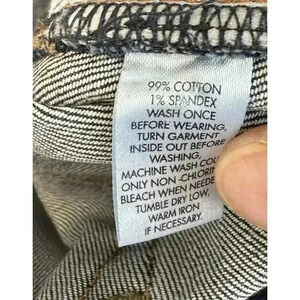 99% COTTON
1% SPANDEX
WASH ONCE
BEFORE WEARING,
TURN GARMENT
INSIDE OUT BEFORE
WASHING,
MACHINE WASH COL
ONLY NON-CHLORIN
BLEACH WHEN NEEDE
TUMBLE DRY LOW,
WARM IRON
IF NECESSARY.